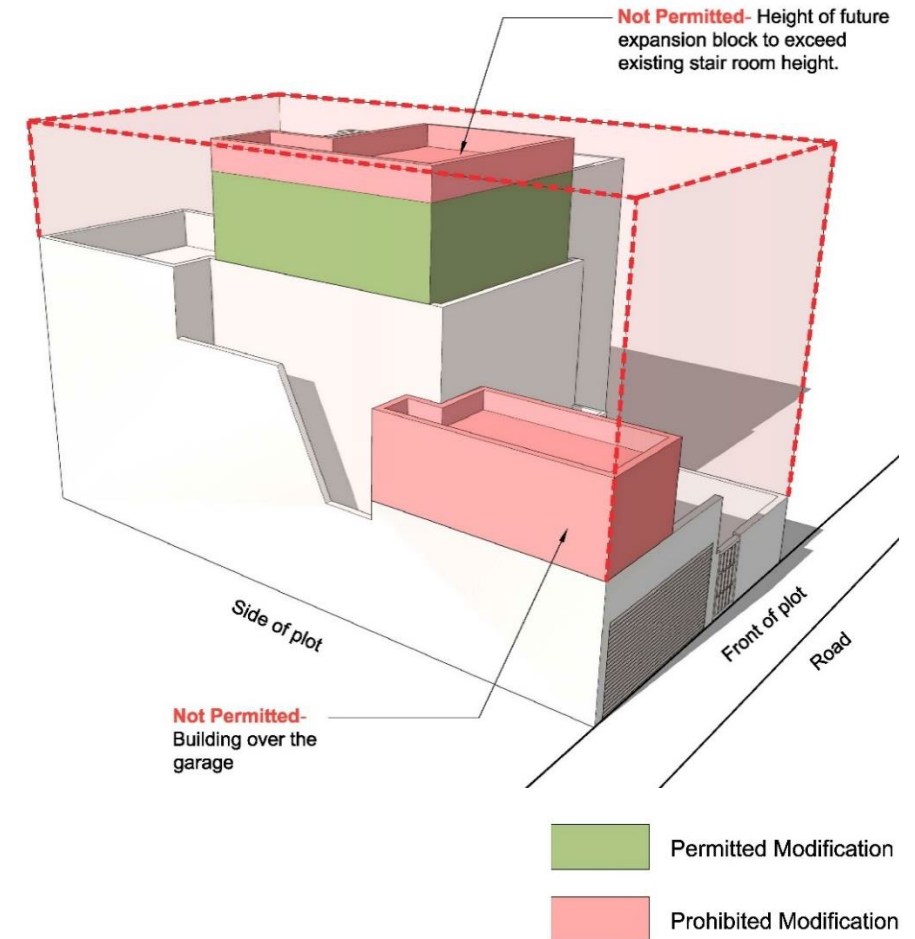 Not Permitted- Height of future
expansion block to exceed
existing stair room height.
Side of plot
Front of plot
Road
Not Permitted-
Building over the
garage
Permitted Modification
Prohibited Modification